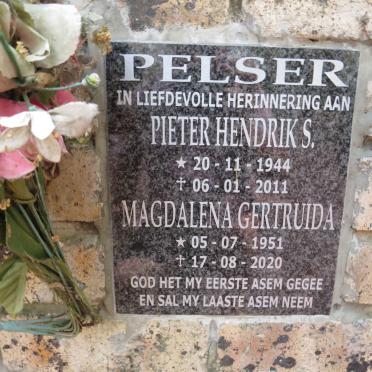 PELSER
IN LIEFDEVOLLE HERINNERING AAN
PIETER HENDRIK S.
★ 20 - 11 - 1944
✝ 06 - 01 - 2011
MAGDALENA GERTRUIDA
★ 05 - 07 - 1951
✝ 17 - 08 - 2020
GOD HET MY EERSTE ASEM GEGEE
EN SAL MY LAASTE ASEM NEEM